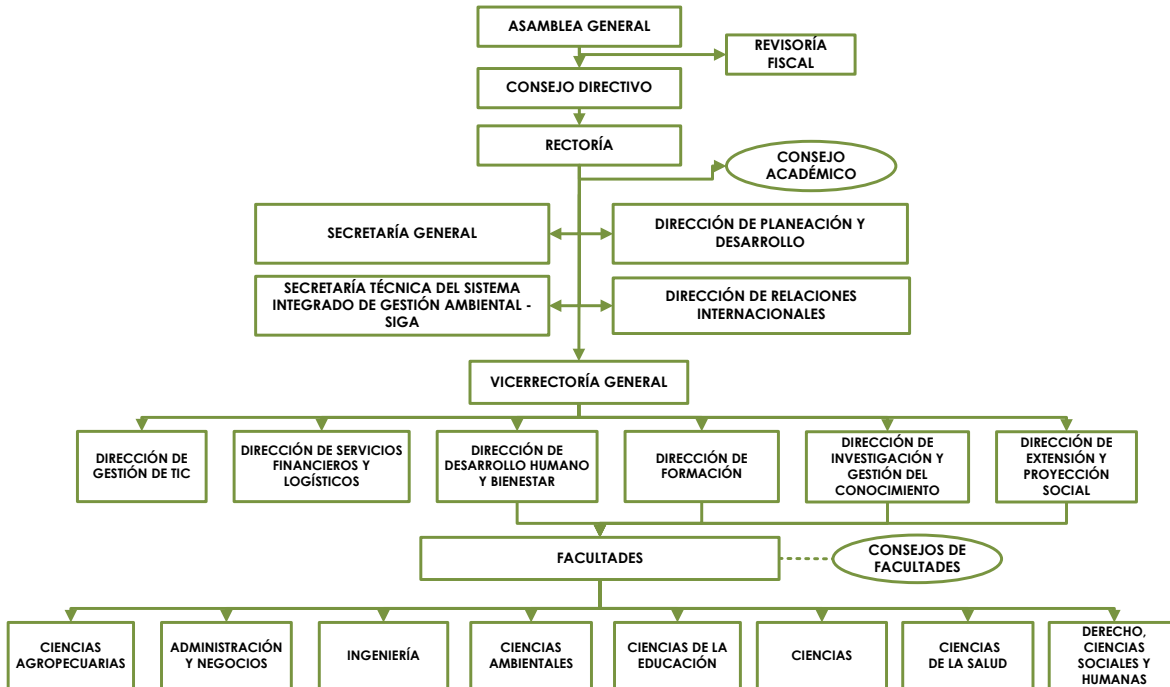 ASAMBLEA GENERAL
REVISORÍA
FISCAL
CONSEJO DIRECTIVO
RECTORÍA
CONSEJO
ACADÉMICO
SECRETARÍA GENERAL
DIRECCIÓN DE PLANEACIÓN Y
DESARROLLO
SECRETARÍA TÉCNICA DEL SISTEMA
INTEGRADO DE GESTIÓN AMBIENTAL -
SIGA
DIRECCIÓN DE RELACIONES
INTERNACIONALES
VICERRECTORÍA GENERAL
DIRECCIÓN DE
GESTIÓN DE TIC
DIRECCIÓN DE SERVICIOS
FINANCIEROS Y
LOGÍSTICOS
DIRECCIÓN DE
DESARROLLO HUMANO
Y BIENESTAR
DIRECCIÓN DE
FORMACIÓN
DIRECCIÓN DE
INVESTIGACIÓN Y
GESTIÓN DEL
CONOCIMIENTO
DIRECCIÓN DE
EXTENSIÓN Y
PROYECCIÓN
SOCIAL
FACULTADES
CONSEJOS DE
FACULTADES
CIENCIAS
AGROPECUARIAS
ADMINISTRACIÓN
Y NEGOCIOS
INGENIERÍA
CIENCIAS
AMBIENTALES
CIENCIAS DE LA
EDUCACIÓN
CIENCIAS
CIENCIAS
DE LA SALUD
DERECHO,
CIENCIAS
SOCIALES Y
HUMANAS